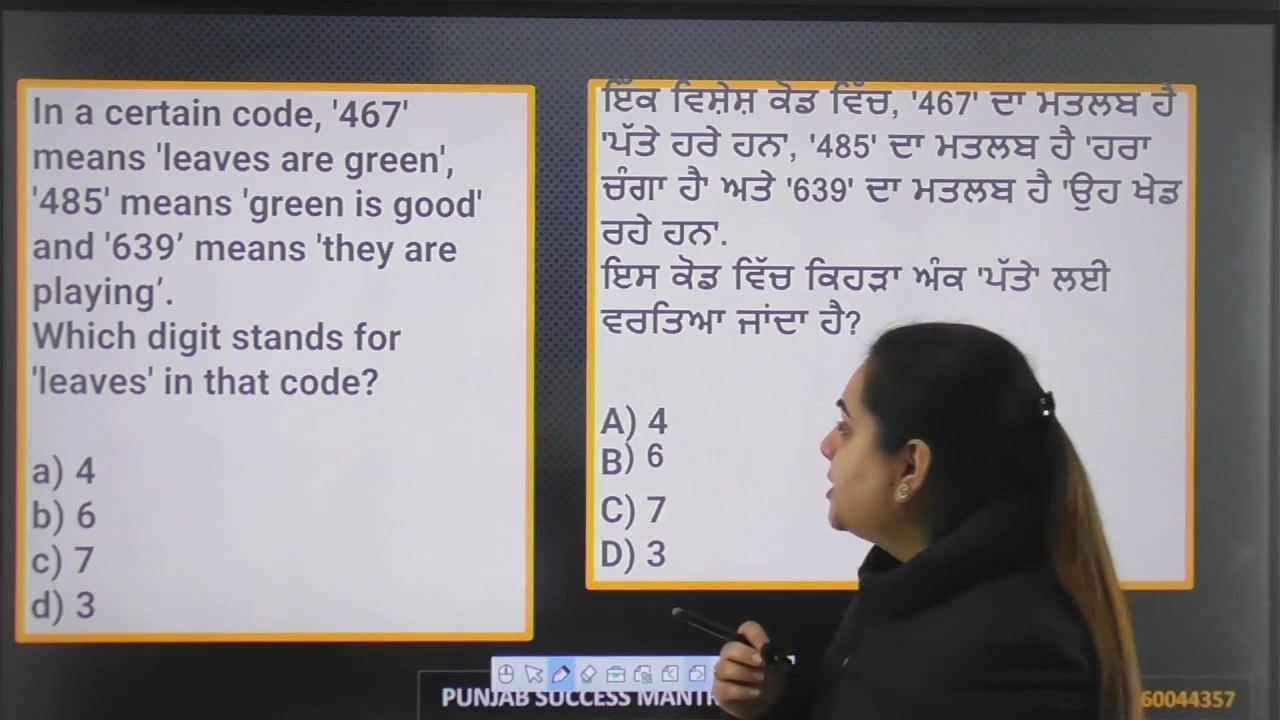 In a certain code, '467'
means 'leaves are green',
'485' means 'green is good'
and '639’ means 'they are
playing’.
Which digit stands for
'leaves' in that code?
a) 4
b) 6
c) 7
d) 3
ਇੱਕ ਵਿਸ਼ੇਸ਼ ਕੋਡ ਵਿੱਚ, '467' ਦਾ ਮਤਲਬ ਹੈ
'ਪੱਤੇ ਹਰੇ ਹਨ', '485' ਦਾ ਮਤਲਬ ਹੈ 'ਹਰਾ
ਚੰਗਾ ਹੈ' ਅਤੇ '639' ਦਾ ਮਤਲਬ ਹੈ 'ਉਹ ਖੇਡ
ਰਹੇ ਹਨ'.
ਇਸ ਕੋਡ ਵਿੱਚ ਕਿਹੜਾ ਅੰਕ 'ਪੱਤੇ' ਲਈ
ਵਰਤਿਆ ਜਾਂਦਾ ਹੈ?
A) 4
B) 6
C) 7
D) 3
PUNJAB SUCCESS
60044357